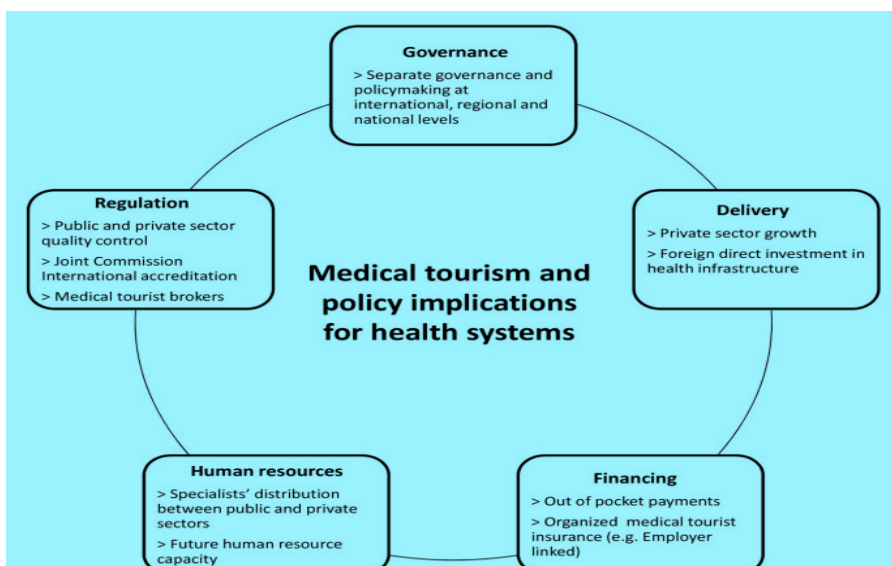 Governance
> Separate governance and
policymaking at
international, regional and
national levels
Regulation
> Public and private sector
quality control
> Joint Commission
International accreditation
> Medical tourist brokers
Delivery
> Private sector growth
> Foreign direct investment in
health infrastructure
Medical tourism and
policy implications
for health systems
Human resources
> Specialists’ distribution
between public and private
sectors
> Future human resource
capacity
Financing
> Out of pocket payments
> Organized medical tourist
insurance (e.g. Employer
linked)